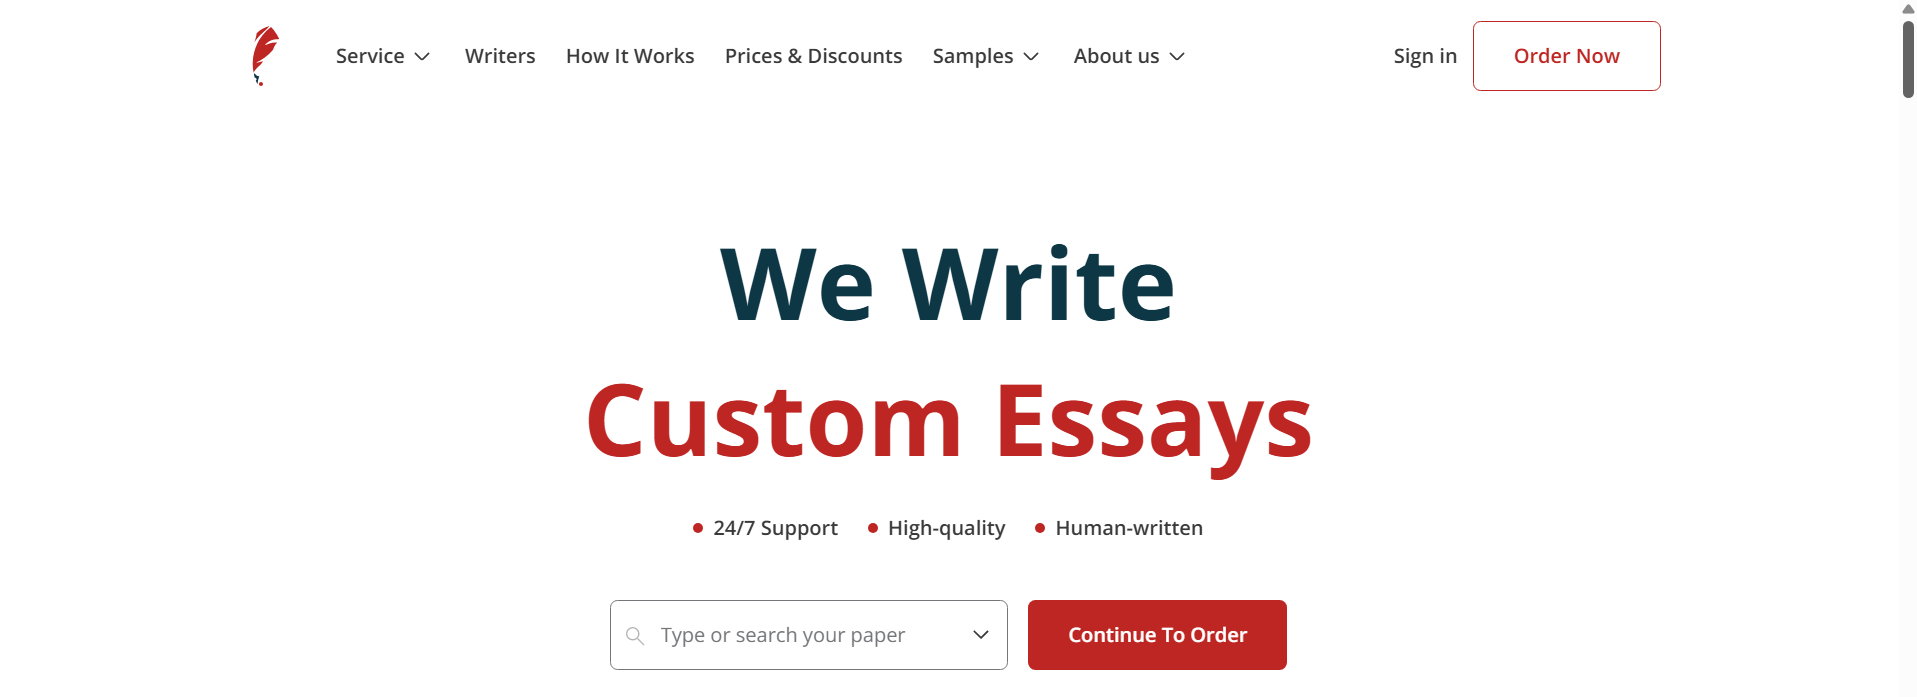 Service Writers How It Works Prices & Discounts Samples About us Sign in Order Now
We Write
Custom Essays
24/7 Support High-quality Human-written
Type or search your paper Continue To Order